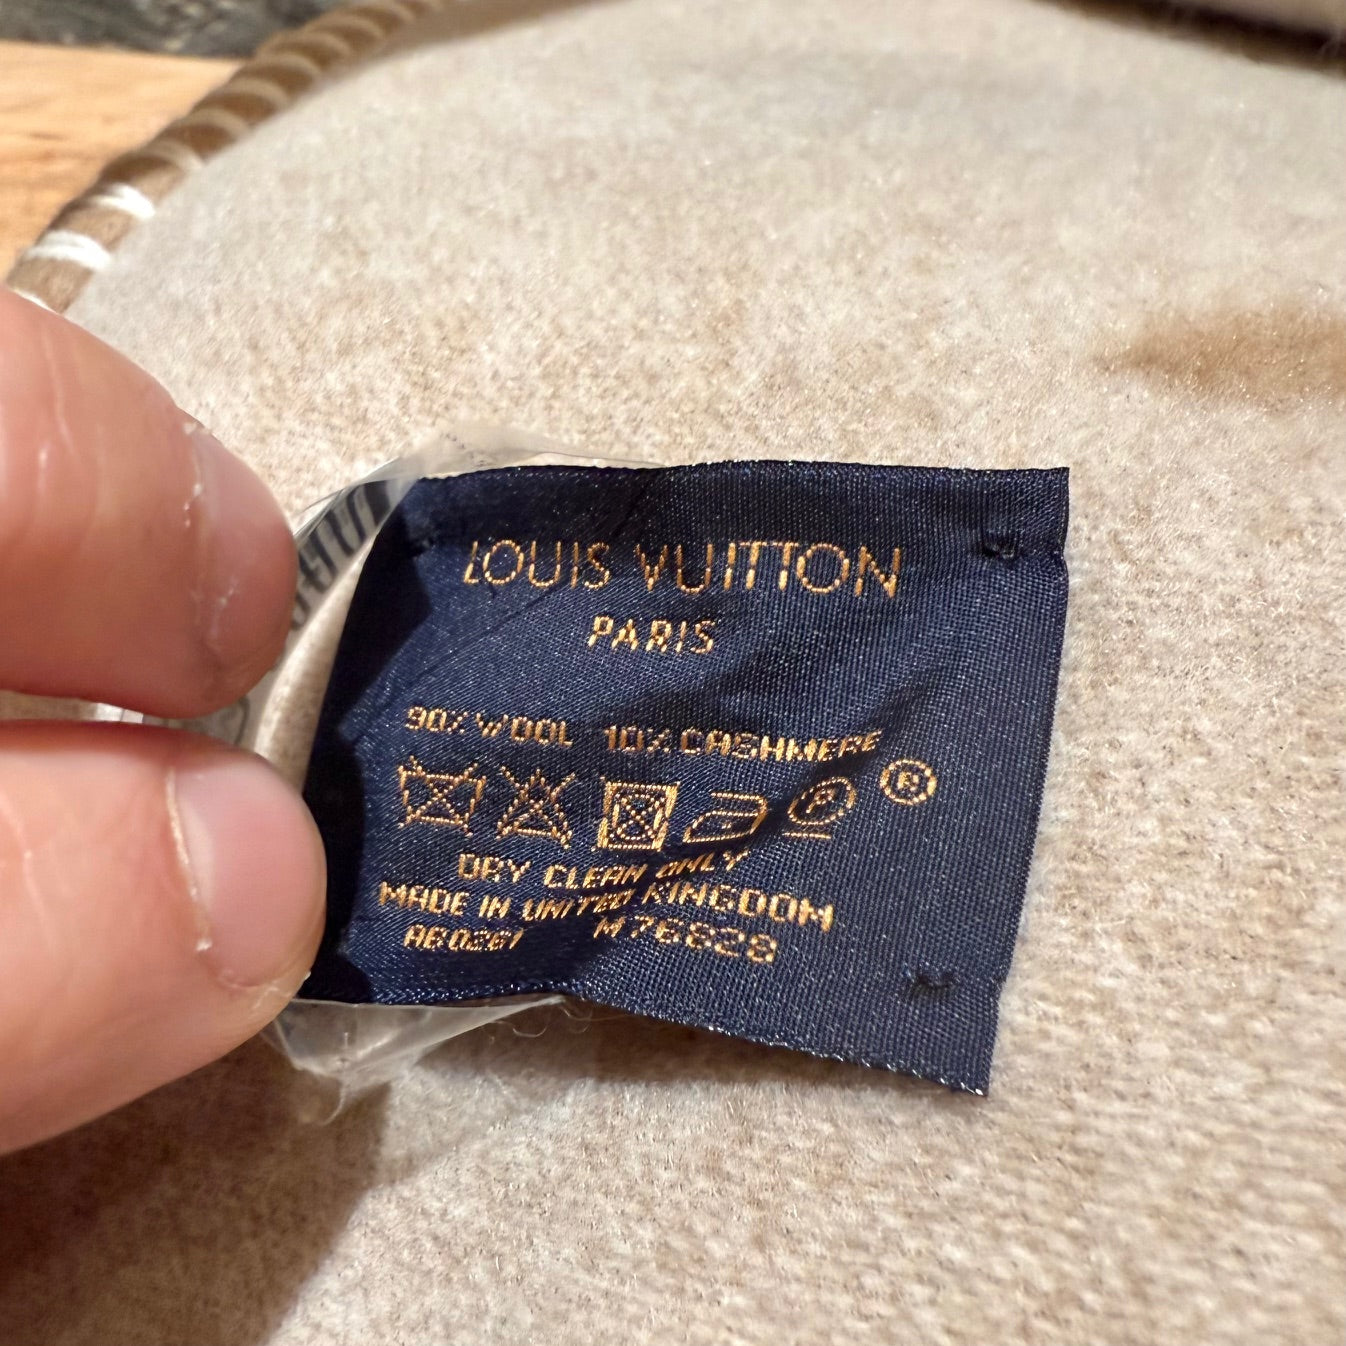 LOUIS VUITTON
PARIS
90% WOOL 10% CASHMERE
P ®
DRY CLEAN ONLY
MADE IN UNITED KINGDOM
M76828